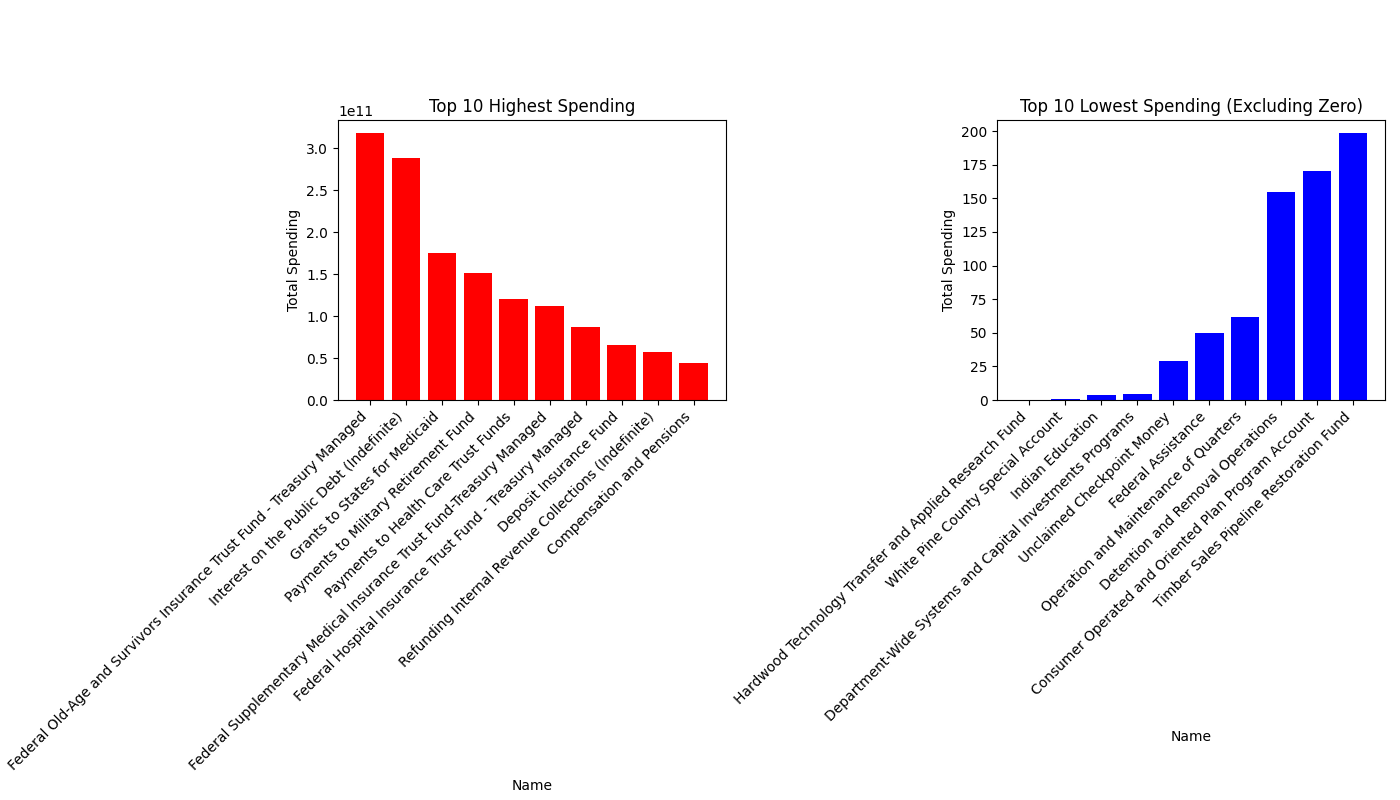 Top 10 Highest Spending
1e11
Total Spending
3.0
2.5
2.0
1.5
1.0
0.5
0.0
Federal Old-Age and Survivors Insurance Trust Fund - Treasury Managed
Interest on the Public Debt (Indefinite)
Grants to States for Medicaid
Payments to Military Retirement Fund
Payments to Health Care Trust Funds
Federal Supplementary Medical Insurance Trust Fund-Treasury Managed
Federal Hospital Insurance Trust Fund - Treasury Managed
Deposit Insurance Fund
Refunding Internal Revenue Collections (Indefinite)
Compensation and Pensions
Name
Top 10 Lowest Spending (Excluding Zero)
Total Spending
200
175
150
125
100
75
50
25
0
Hardwood Technology Transfer and Applied Research Fund
White Pine County Special Account
Indian Education
Department-Wide Systems and Capital Investments Programs
Unclaimed Checkpoint Money
Federal Assistance
Operation and Maintenance of Quarters
Detention and Removal Operations
Consumer Operated and Oriented Plan Program Account
Timber Sales Pipeline Restoration Fund
Name